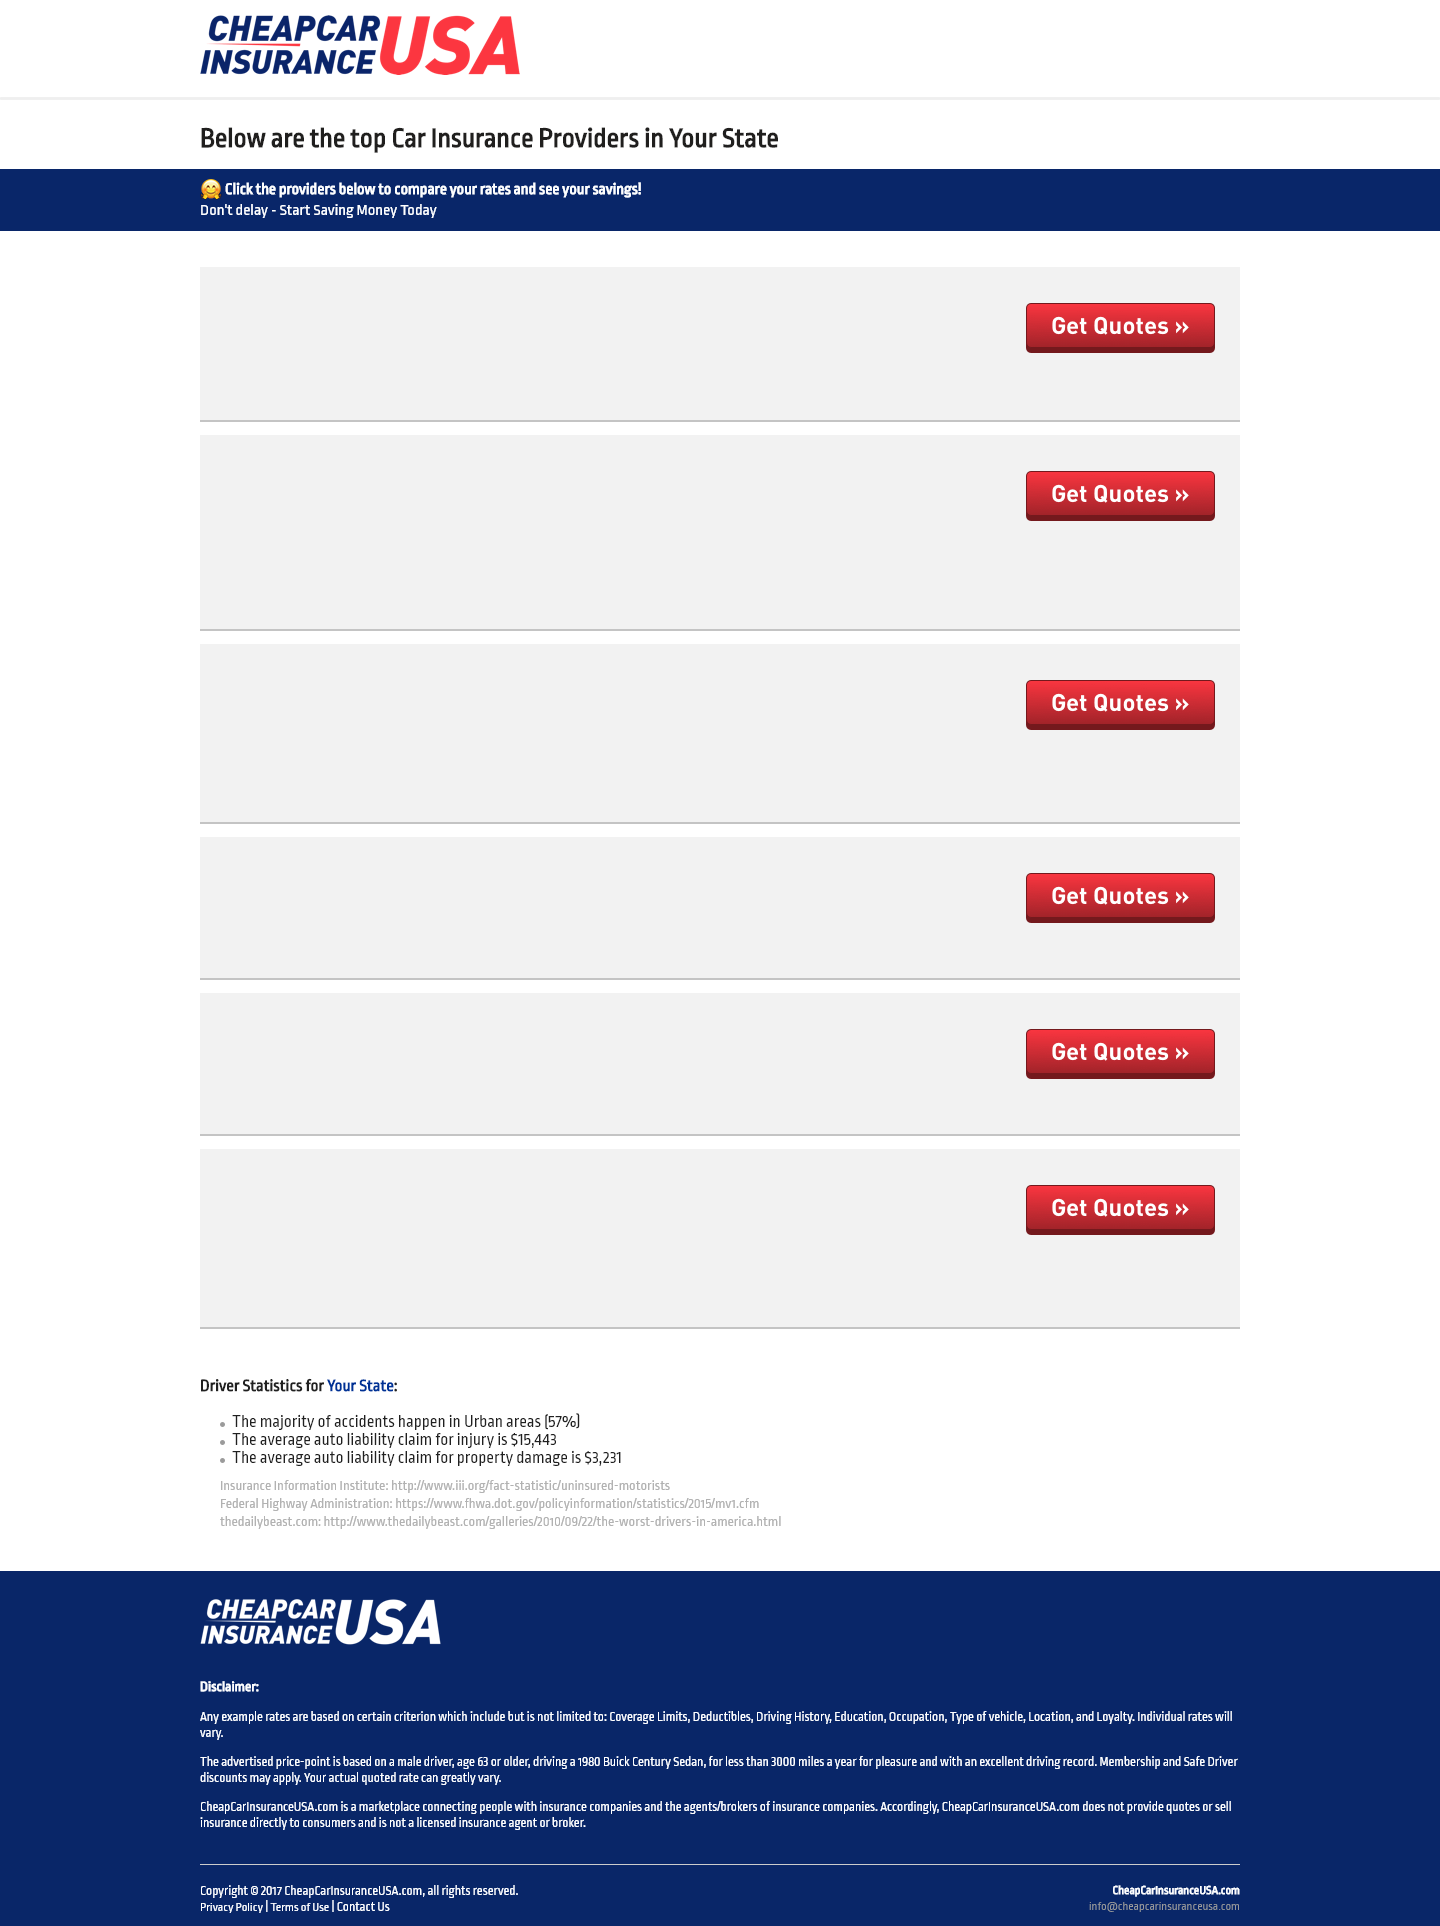 CHEAPCAR
INSURANCE USA
Below are the top Car Insurance Providers in Your State
🤗 Click the providers below to compare your rates and see your savings!
Don't delay - Start Saving Money Today
Get Quotes »
Get Quotes »
Get Quotes »
Get Quotes »
Get Quotes »
Get Quotes »
Driver Statistics for Your State:
• The majority of accidents happen in Urban areas (57%)
• The average auto liability claim for injury is $15,443
• The average auto liability claim for property damage is $3,231
Insurance Information Institute: http://www.iii.org/fact-statistic/uninsured-motorists
Federal Highway Administration: https://www.fhwa.dot.gov/policyinformation/statistics/2015/mv1.cfm
thedailybeast.com: http://www.thedailybeast.com/galleries/2010/09/22/the-worst-drivers-in-america.html
CHEAPCAR
INSURANCE USA
Disclaimer:
Any example rates are based on certain criterion which include but is not limited to: Coverage Limits, Deductibles, Driving History, Education, Occupation, Type of vehicle, Location, and Loyalty. Individual rates will
vary.
The advertised price-point is based on a male driver, age 63 or older, driving a 1980 Buick Century Sedan, for less than 3000 miles a year for pleasure and with an excellent driving record. Membership and Safe Driver
discounts may apply. Your actual quoted rate can greatly vary.
CheapCarInsuranceUSA.com is a marketplace connecting people with insurance companies and the agents/brokers of insurance companies. Accordingly, CheapCarInsuranceUSA.com does not provide quotes or sell
insurance directly to consumers and is not a licensed insurance agent or broker.
Copyright © 2017 CheapCarInsuranceUSA.com, all rights reserved.
Privacy Policy | Terms of Use | Contact Us
CheapCarInsuranceUSA.com
info@cheapcarinsuranceusa.com